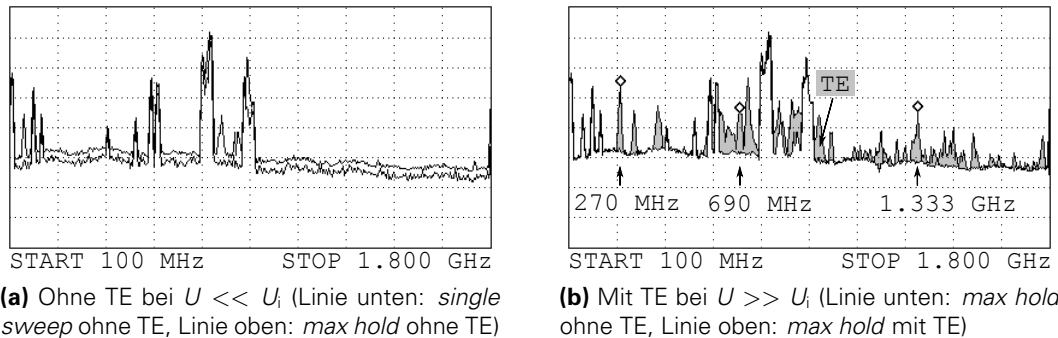 START 100 MHz STOP 1.800 GHz
(a) Ohne TE bei U << Ui (Linie unten: single
sweep ohne TE, Linie oben: max hold ohne TE)
TE
270 MHz 690 MHz 1.333 GHz
START 100 MHz STOP 1.800 GHz
(b) Mit TE bei U >> Ui (Linie unten: max hold
ohne TE, Linie oben: max hold mit TE)